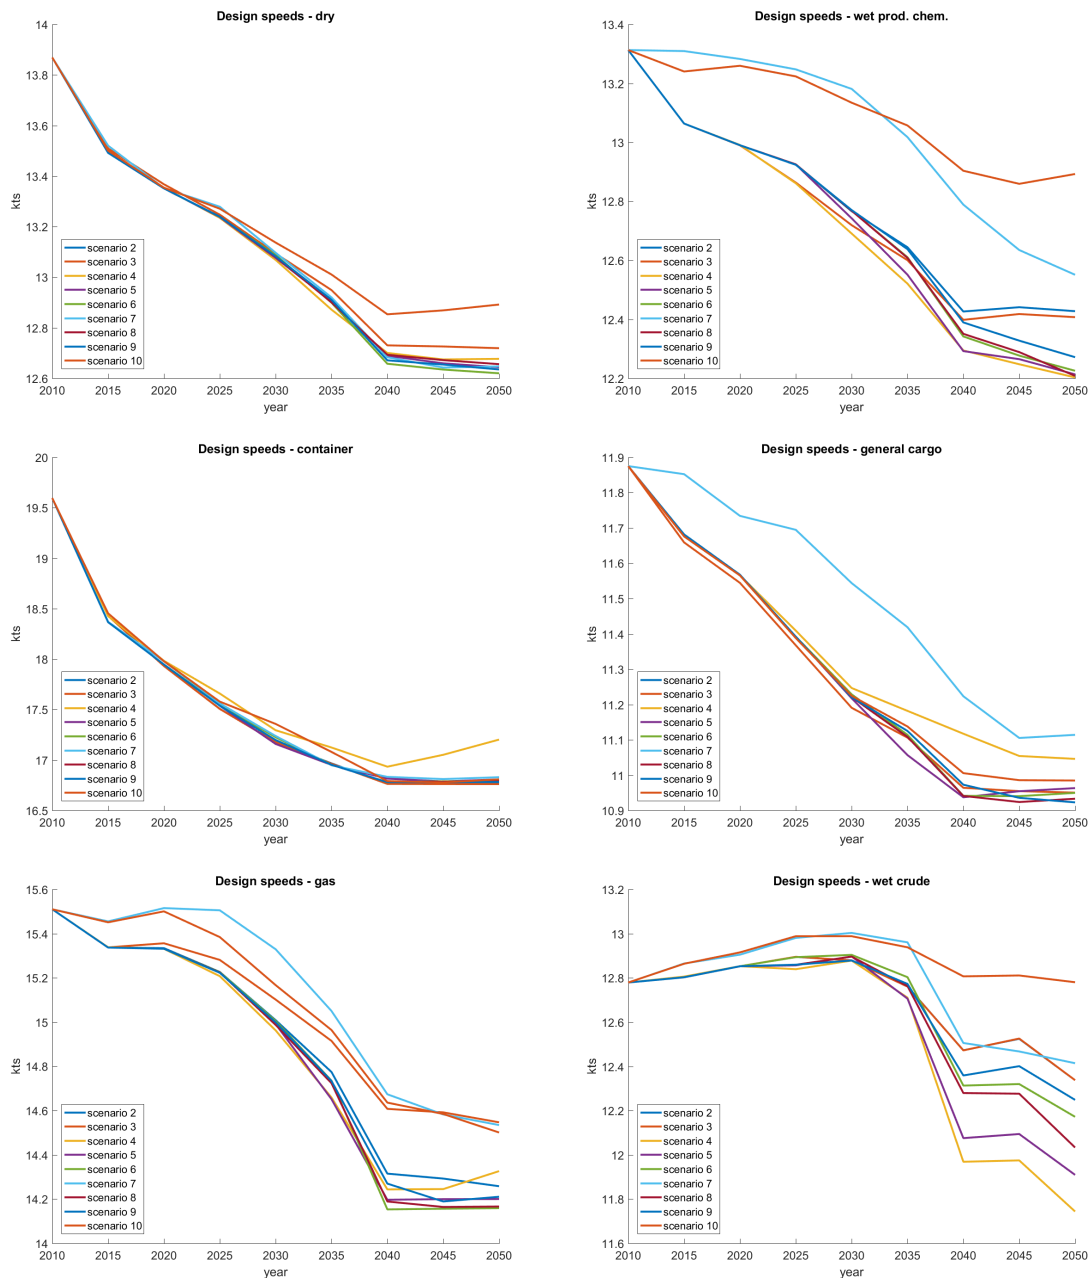 Design speeds - dry
14
13.8
13.6
13.4
13.2
13
12.8
12.6
kts
2010 2015 2020 2025 2030 2035 2040 2045 2050
year
scenario 2
scenario 3
scenario 4
scenario 5
scenario 6
scenario 7
scenario 8
scenario 9
scenario 10
Design speeds - wet prod. chem.
13.4
13.2
13
12.8
12.6
12.4
12.2
kts
2010 2015 2020 2025 2030 2035 2040 2045 2050
year
scenario 2
scenario 3
scenario 4
scenario 5
scenario 6
scenario 7
scenario 8
scenario 9
scenario 10
Design speeds - container
20
19.5
19
18.5
18
17.5
17
16.5
kts
2010 2015 2020 2025 2030 2035 2040 2045 2050
year
scenario 2
scenario 3
scenario 4
scenario 5
scenario 6
scenario 7
scenario 8
scenario 9
scenario 10
Design speeds - general cargo
11.9
11.8
11.7
11.6
11.5
11.4
11.3
11.2
11.1
11
10.9
kts
2010 2015 2020 2025 2030 2035 2040 2045 2050
year
scenario 2
scenario 3
scenario 4
scenario 5
scenario 6
scenario 7
scenario 8
scenario 9
scenario 10
Design speeds - gas
15.6
15.4
15.2
15
14.8
14.6
14.4
14.2
14
kts
2010 2015 2020 2025 2030 2035 2040 2045 2050
year
scenario 2
scenario 3
scenario 4
scenario 5
scenario 6
scenario 7
scenario 8
scenario 9
scenario 10
Design speeds - wet crude
13.2
13
12.8
12.6
12.4
12.2
12
11.8
11.6
kts
2010 2015 2020 2025 2030 2035 2040 2045 2050
year
scenario 2
scenario 3
scenario 4
scenario 5
scenario 6
scenario 7
scenario 8
scenario 9
scenario 10